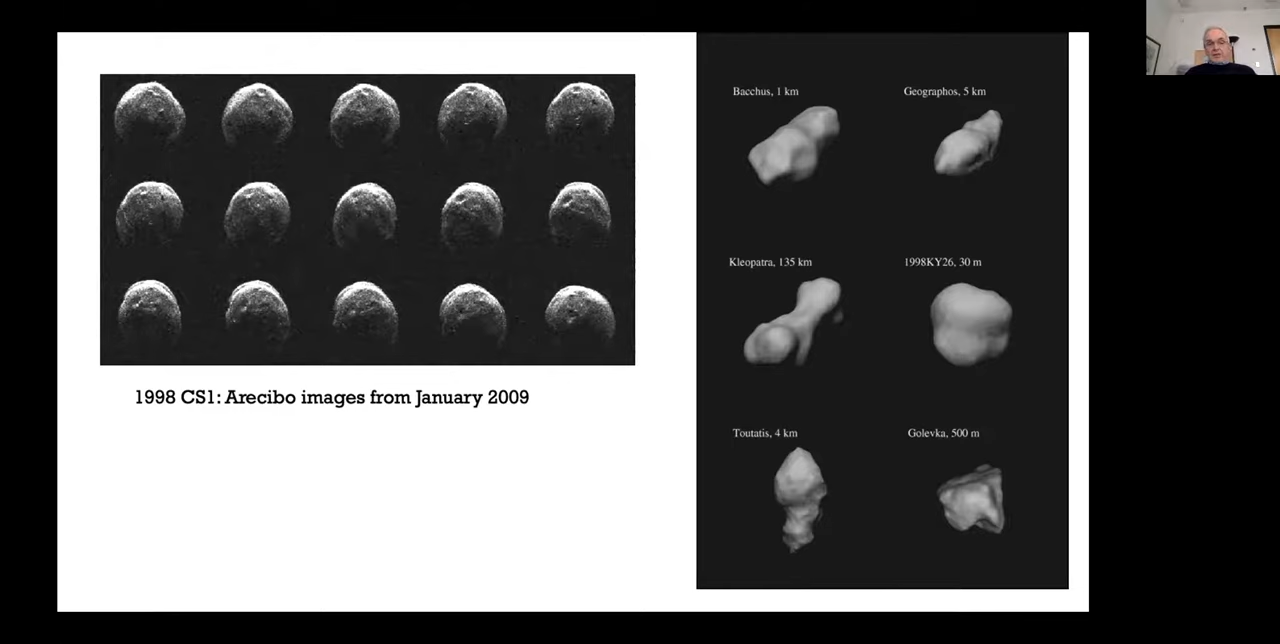 Bacchus, 1 km
Geographos, 5 km
Kleopatra, 135 km
1998KY26, 30 m
1998 CS1: Arecibo images from January 2009
Toutatis, 4 km
Golevka, 500 m